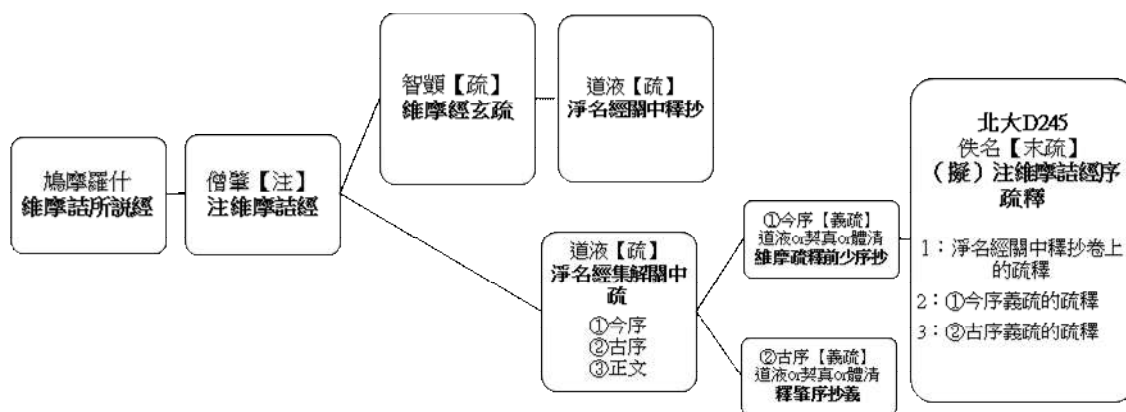 鳩摩羅什
維摩詰所說經
僧肇【注】
注維摩詰經
智顗【疏】
維摩經玄疏
道液【疏】
淨名經關中釋抄
道液【疏】
淨名經集解關中
疏
①今序
②古序
③正文
①今序【義疏】
道液or契真or體清
維摩疏釋前少序抄
②古序【義疏】
道液or契真or體清
釋肇序抄義
北大D245
佚名【末疏】
（擬）注維摩詰經序
疏釋
1：淨名經關中釋抄卷上
的疏釋
2：①今序義疏的疏釋
3：②古序義疏的疏釋